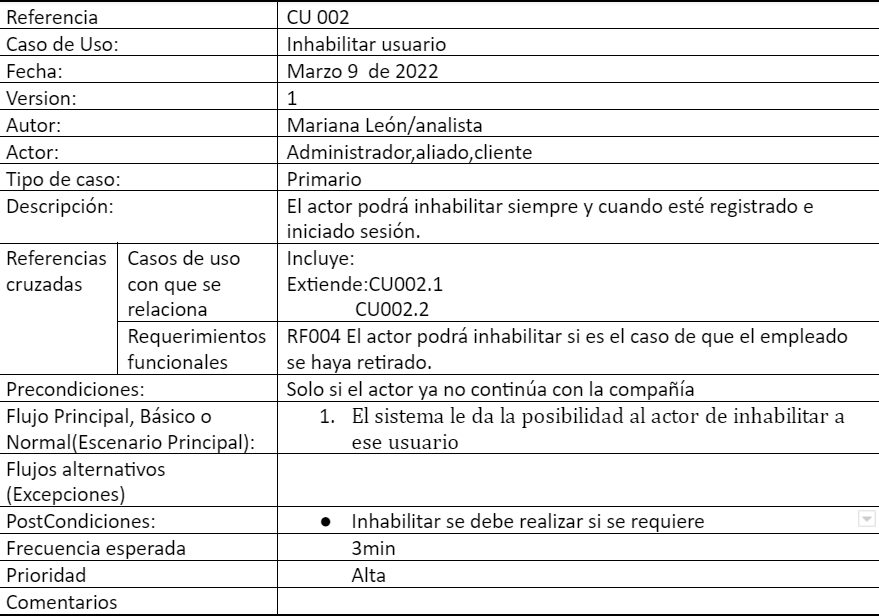 Referencia CU 002
Caso de Uso: Inhabilitar usuario
Fecha: Marzo 9 de 2022
Version: 1
Autor: Mariana León/analista
Actor: Administrador,aliado,cliente
Tipo de caso: Primario
Descripción: El actor podrá inhabilitar siempre y cuando esté registrado e
iniciado sesión.
Referencias
cruzadas
Casos de uso
con que se
relaciona
Incluye:
Extiende:CU002.1
CU002.2
Requerimientos
funcionales
RF004 El actor podrá inhabilitar si es el caso de que el empleado
se haya retirado.
Precondiciones: Solo si el actor ya no continúa con la compañía
Flujo Principal, Básico o
Normal(Escenario Principal):
1. El sistema le da la posibilidad al actor de inhabilitar a
ese usuario
Flujos alternativos
(Excepciones)
PostCondiciones: ● Inhabilitar se debe realizar si se requiere
Frecuencia esperada 3min
Prioridad Alta
Comentarios